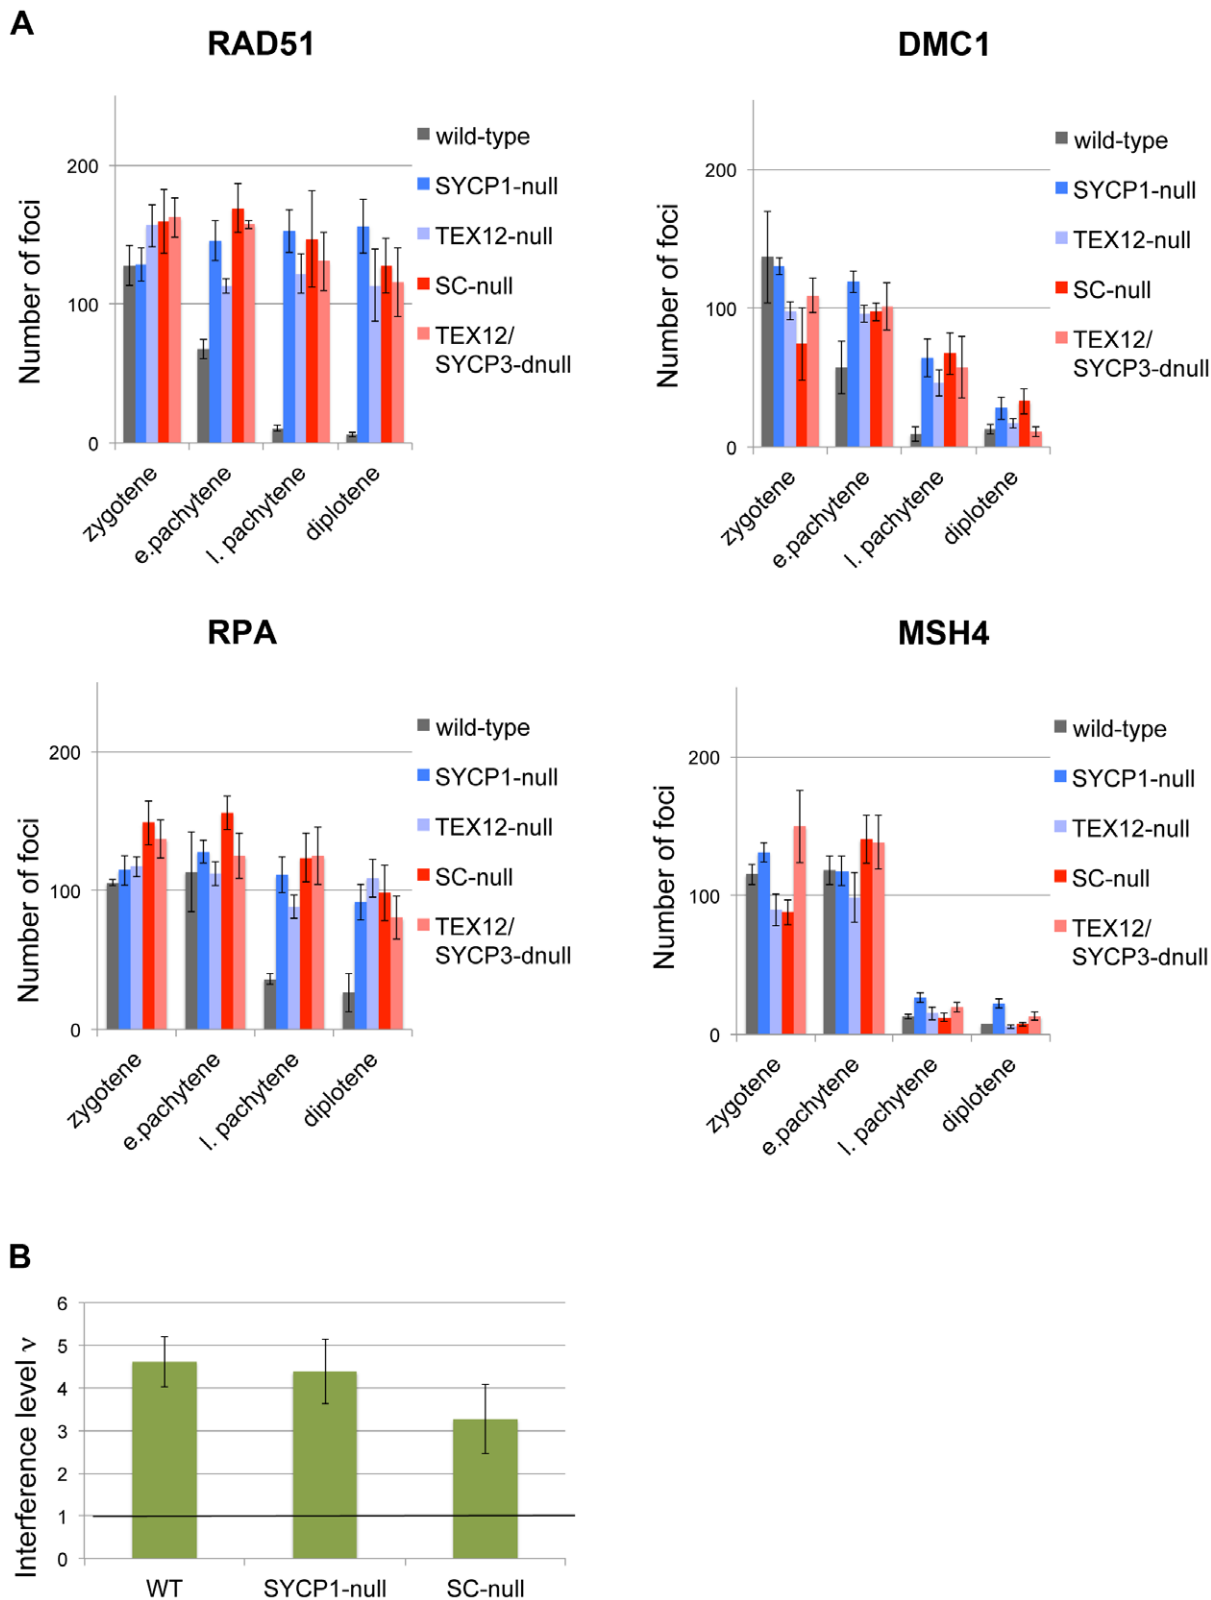 A
RAD51
Number of foci
200
100
0
zygotene
e.pachytene
l. pachytene
diplotene
wild-type
SYCP1-null
TEX12-null
SC-null
TEX12/
SYCP3-dnull
DMC1
Number of foci
200
100
0
zygotene
e.pachytene
l. pachytene
diplotene
wild-type
SYCP1-null
TEX12-null
SC-null
TEX12/
SYCP3-dnull
RPA
Number of foci
200
100
0
zygotene
e.pachytene
l. pachytene
diplotene
wild-type
SYCP1-null
TEX12-null
SC-null
TEX12/
SYCP3-dnull
MSH4
Number of foci
200
100
0
zygotene
e.pachytene
l. pachytene
diplotene
wild-type
SYCP1-null
TEX12-null
SC-null
TEX12/
SYCP3-dnull
B
Interference level ν
6
5
4
3
2
1
0
WT
SYCP1-null
SC-null